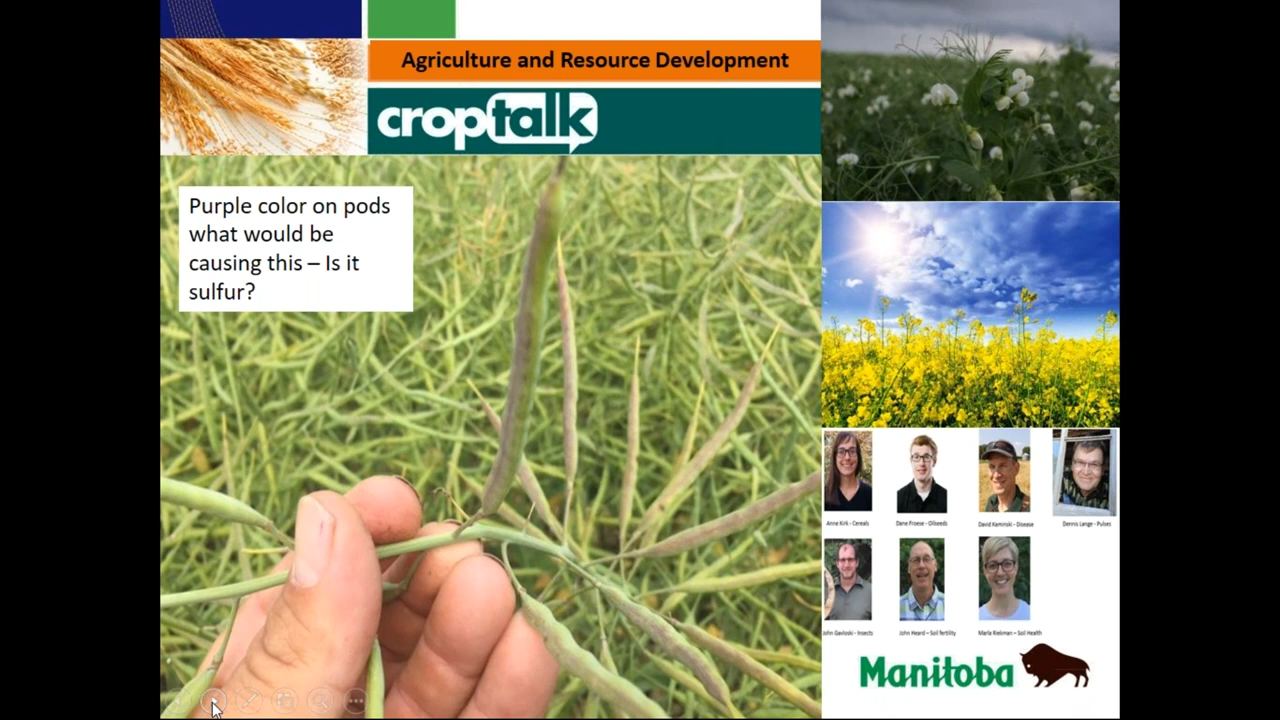 Agriculture and Resource Development
croptalk
Purple color on pods
what would be
causing this – Is it
sulfur?
Anne Kirk - Cereals
Dane Froese - Oilseeds
David Kaminski - Disease
Dennis Lange - Pulses
John Gavloski - Insects
John Heard – Soil fertility
Marla Riekman – Soil Health
Manitoba